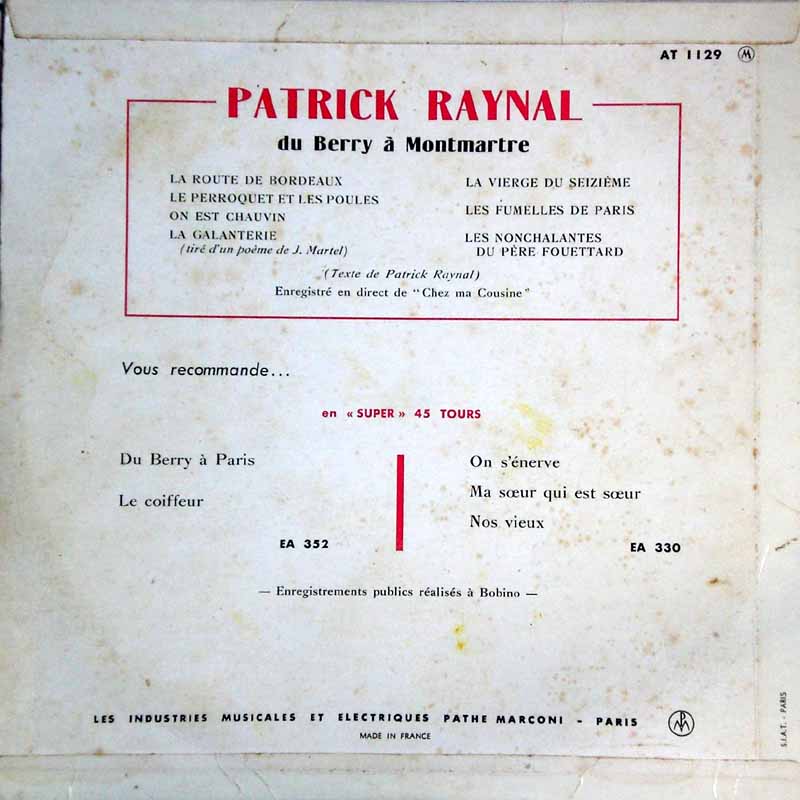 AT 1129 M
PATRICK RAYNAL
du Berry à Montmartre
LA ROUTE DE BORDEAUX
LE PERROQUET ET LES POULES
ON EST CHAUVIN
LA GALANTERIE
(tiré d'un poème de J. Martel)
LA VIERGE DU SEIZIÈME
LES FUMELLES DE PARIS
LES NONCHALANTES
DU PÈRE FOUETTARD
(Texte de Patrick Raynal)
Enregistré en direct de "Chez ma Cousine"
Vous recommande...
en « SUPER » 45 TOURS
Du Berry à Paris
Le coiffeur
EA 352
On s'énerve
Ma sœur qui est sœur
Nos vieux
EA 330
— Enregistrements publics réalisés à Bobino —
LES INDUSTRIES MUSICALES ET ELECTRIQUES PATHE MARCONI - PARIS
MADE IN FRANCE
S.I.A.T. - PARIS